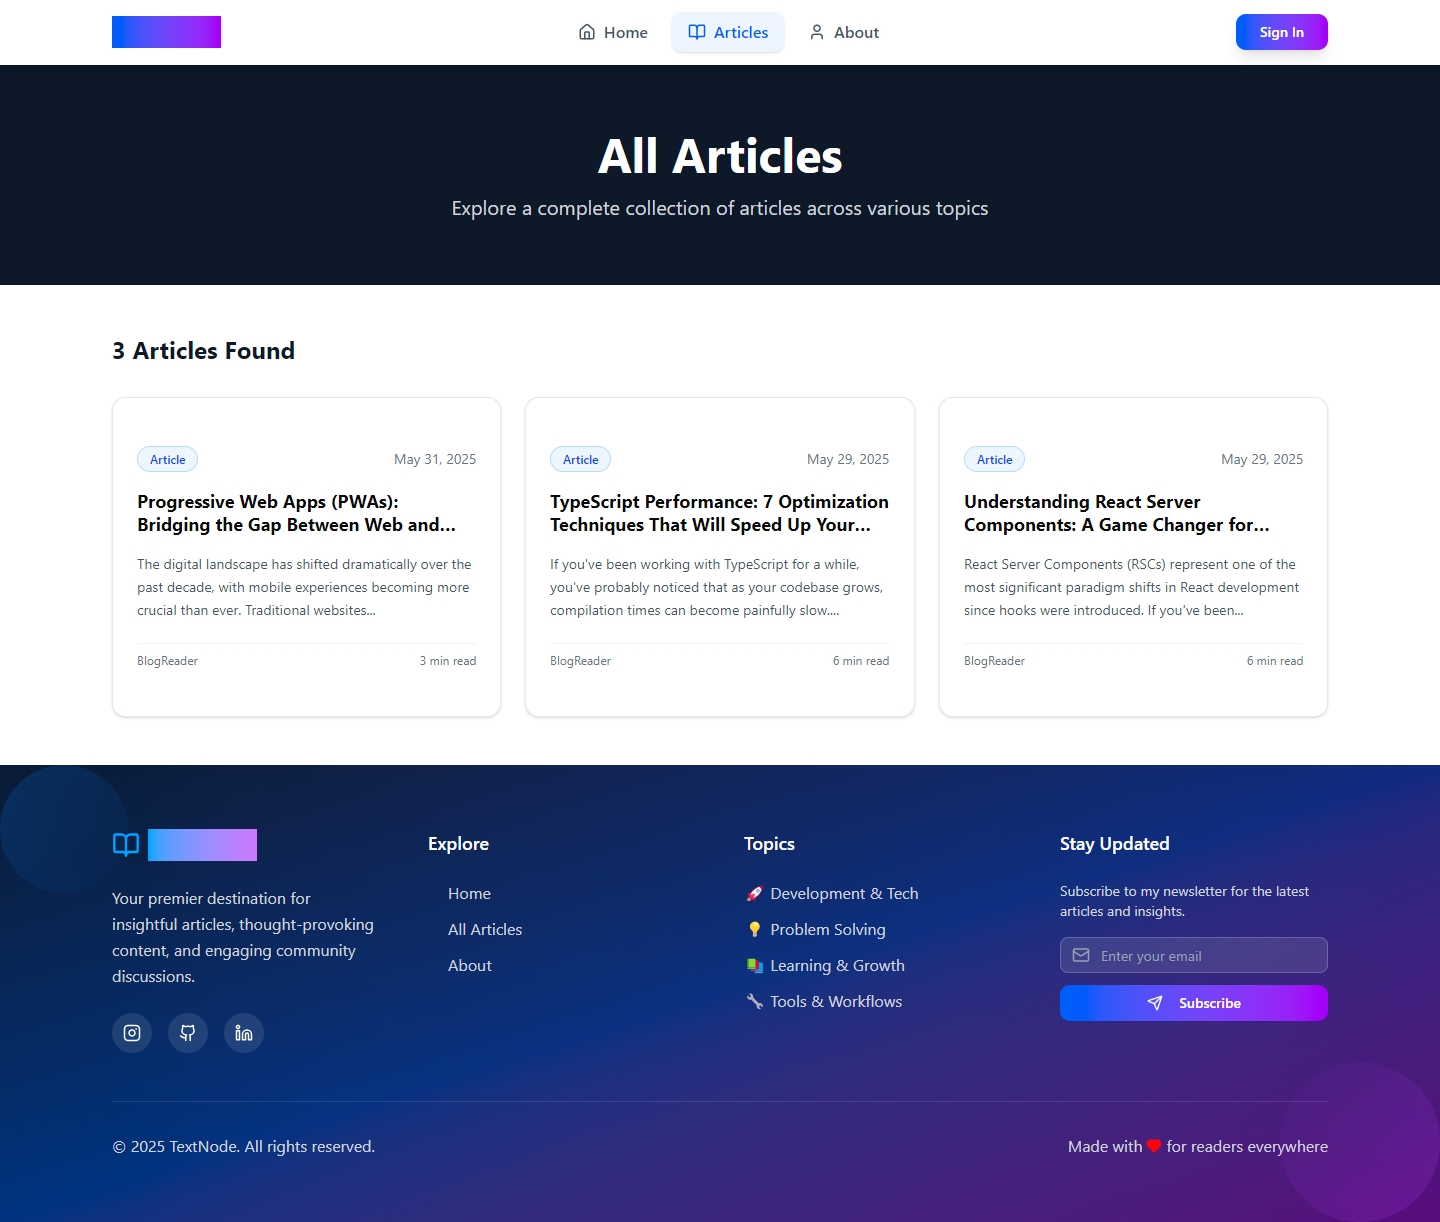 Home
Articles
About
Sign In
All Articles
Explore a complete collection of articles across various topics
3 Articles Found
Article
May 31, 2025
Progressive Web Apps (PWAs):
Bridging the Gap Between Web and...
The digital landscape has shifted dramatically over the
past decade, with mobile experiences becoming more
crucial than ever. Traditional websites...
BlogReader
3 min read
Article
May 29, 2025
TypeScript Performance: 7 Optimization
Techniques That Will Speed Up Your...
If you've been working with TypeScript for a while,
you've probably noticed that as your codebase grows,
compilation times can become painfully slow....
BlogReader
6 min read
Article
May 29, 2025
Understanding React Server
Components: A Game Changer for...
React Server Components (RSCs) represent one of the
most significant paradigm shifts in React development
since hooks were introduced. If you've been...
BlogReader
6 min read
Your premier destination for
insightful articles, thought-provoking
content, and engaging community
discussions.
Explore
Home
All Articles
About
Topics
🚀 Development & Tech
💡 Problem Solving
📚 Learning & Growth
🔧 Tools & Workflows
Stay Updated
Subscribe to my newsletter for the latest
articles and insights.
Enter your email
Subscribe
© 2025 TextNode. All rights reserved.
Made with ❤️ for readers everywhere